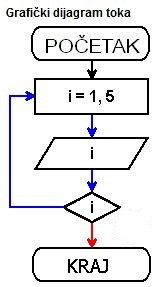 Grafički dijagram toka
POČETAK
i = 1, 5
i
i
KRAJ